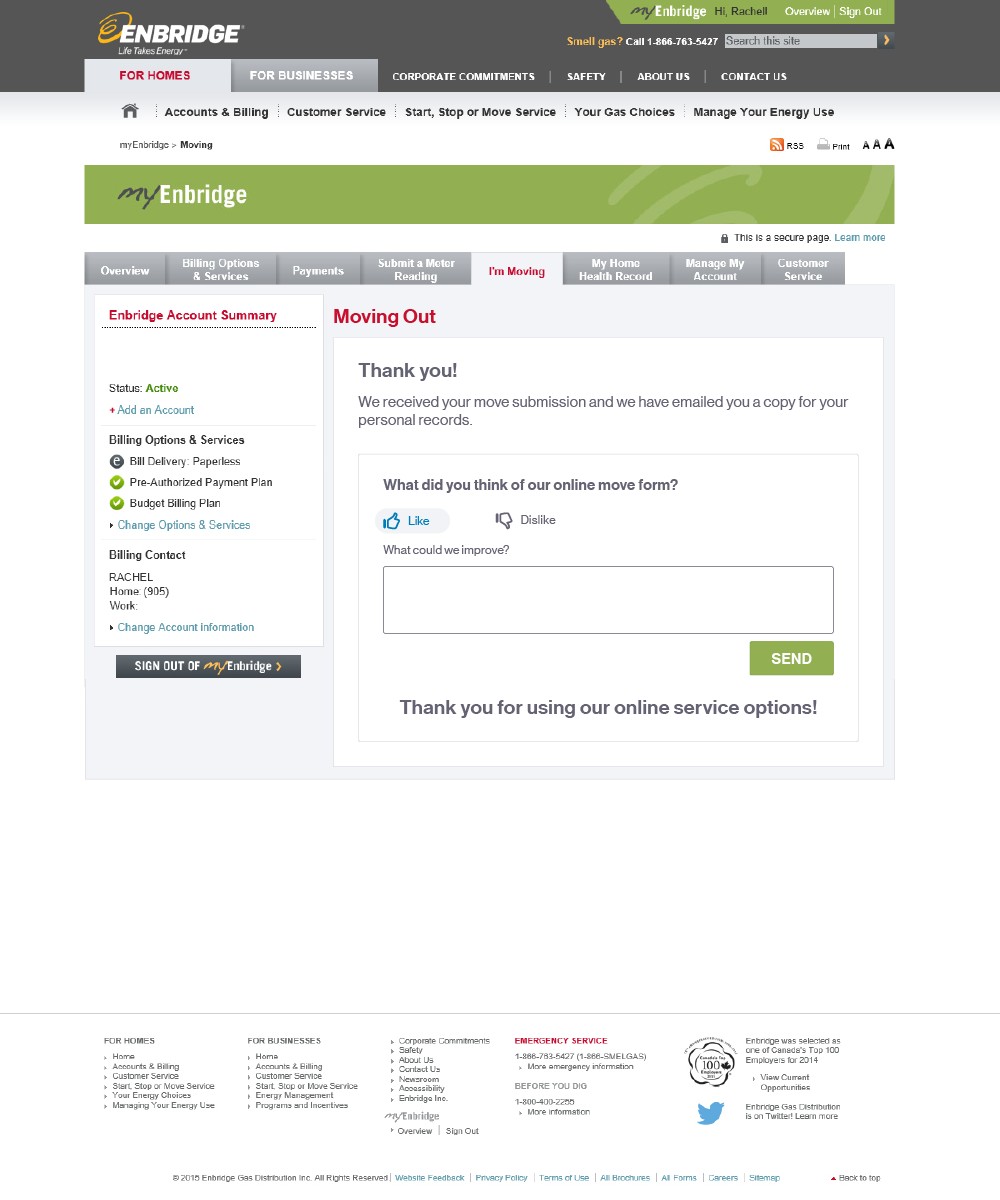 ENBRIDGE
Life Takes Energy™
myEnbridge Hi, Rachell Overview | Sign Out
Smell gas? Call 1-866-763-5427 Search this site
FOR HOMES FOR BUSINESSES CORPORATE COMMITMENTS | SAFETY | ABOUT US | CONTACT US
Accounts & Billing Customer Service Start, Stop or Move Service Your Gas Choices Manage Your Energy Use
myEnbridge > Moving
RSS Print A A A
myEnbridge
This is a secure page. Learn more
Overview
Billing Options
& Services
Payments
Submit a Meter
Reading
I'm Moving
My Home
Health Record
Manage My
Account
Customer
Service
Enbridge Account Summary
Status: Active
+ Add an Account
Billing Options & Services
e Bill Delivery: Paperless
Pre-Authorized Payment Plan
Budget Billing Plan
Change Options & Services
Billing Contact
RACHEL
Home: (905)
Work:
Change Account information
SIGN OUT OF myEnbridge >
Moving Out
Thank you!
We received your move submission and we have emailed you a copy for your
personal records.
What did you think of our online move form?
Like Dislike
What could we improve?
SEND
Thank you for using our online service options!
FOR HOMES
Home
Accounts & Billing
Customer Service
Start, Stop or Move Service
Your Energy Choices
Managing Your Energy Use
FOR BUSINESSES
Home
Accounts & Billing
Customer Service
Start, Stop or Move Service
Energy Management
Programs and Incentives
Corporate Commitments
Safety
About Us
Contact Us
Newsroom
Accessibility
Enbridge Inc.
myEnbridge
Overview | Sign Out
EMERGENCY SERVICE
1-866-763-5427 (1-866-SMELGAS)
More emergency information
BEFORE YOU DIG
1-800-400-2255
More information
Canada's Top
100
Employers
Enbridge was selected as
one of Canada's Top 100
Employers for 2014
View Current
Opportunities
Enbridge Gas Distribution
is on Twitter! Learn more
© 2015 Enbridge Gas Distribution Inc. All Rights Reserved | Website Feedback | Privacy Policy | Terms of Use | All Brochures | All Forms | Careers | Sitemap
Back to top